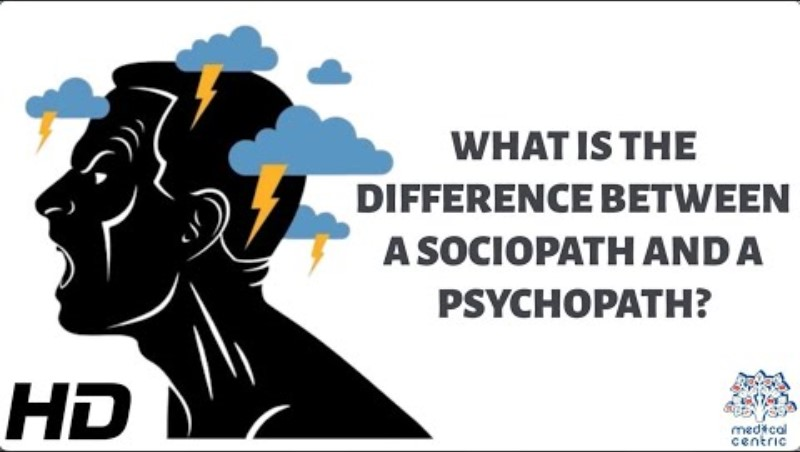 WHAT IS THE
DIFFERENCE BETWEEN
A SOCIOPATH AND A
PSYCHOPATH?
HD
medical
centric